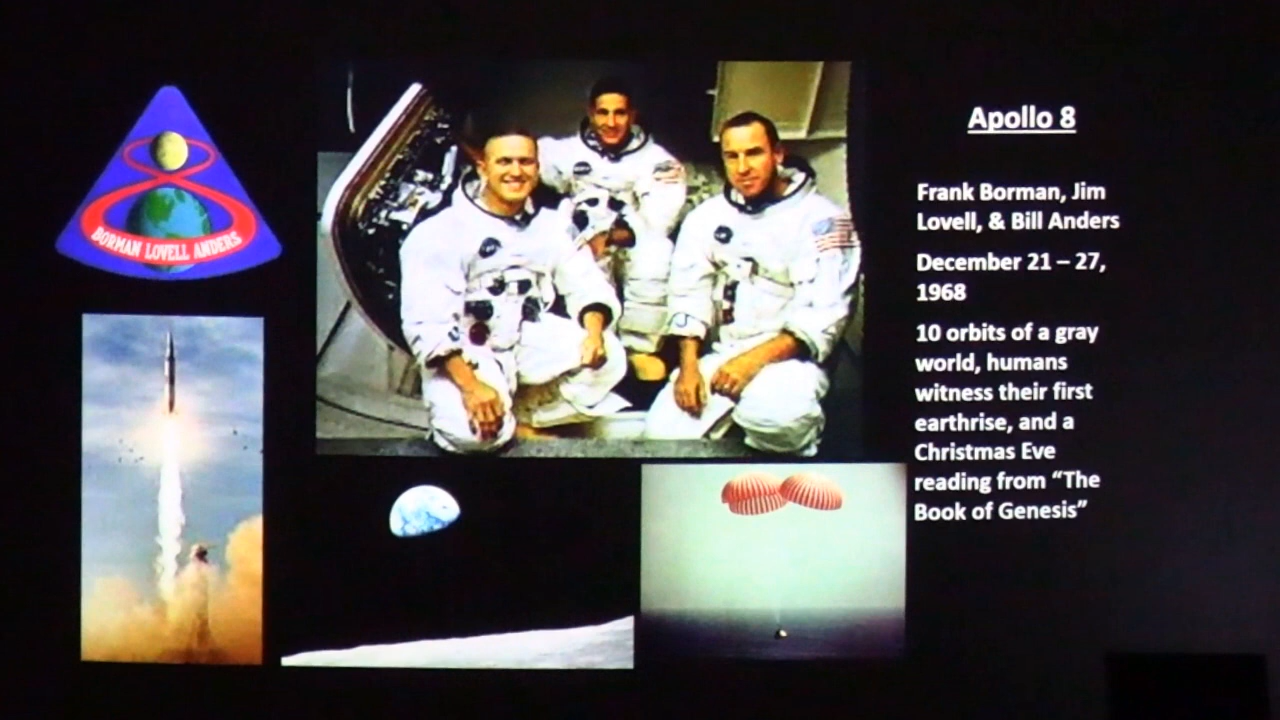 Apollo 8
BORMAN LOVELL ANDERS
Frank Borman, Jim
Lovell, & Bill Anders
December 21 – 27,
1968
10 orbits of a gray
world, humans
witness their first
earthrise, and a
Christmas Eve
reading from “The
Book of Genesis”